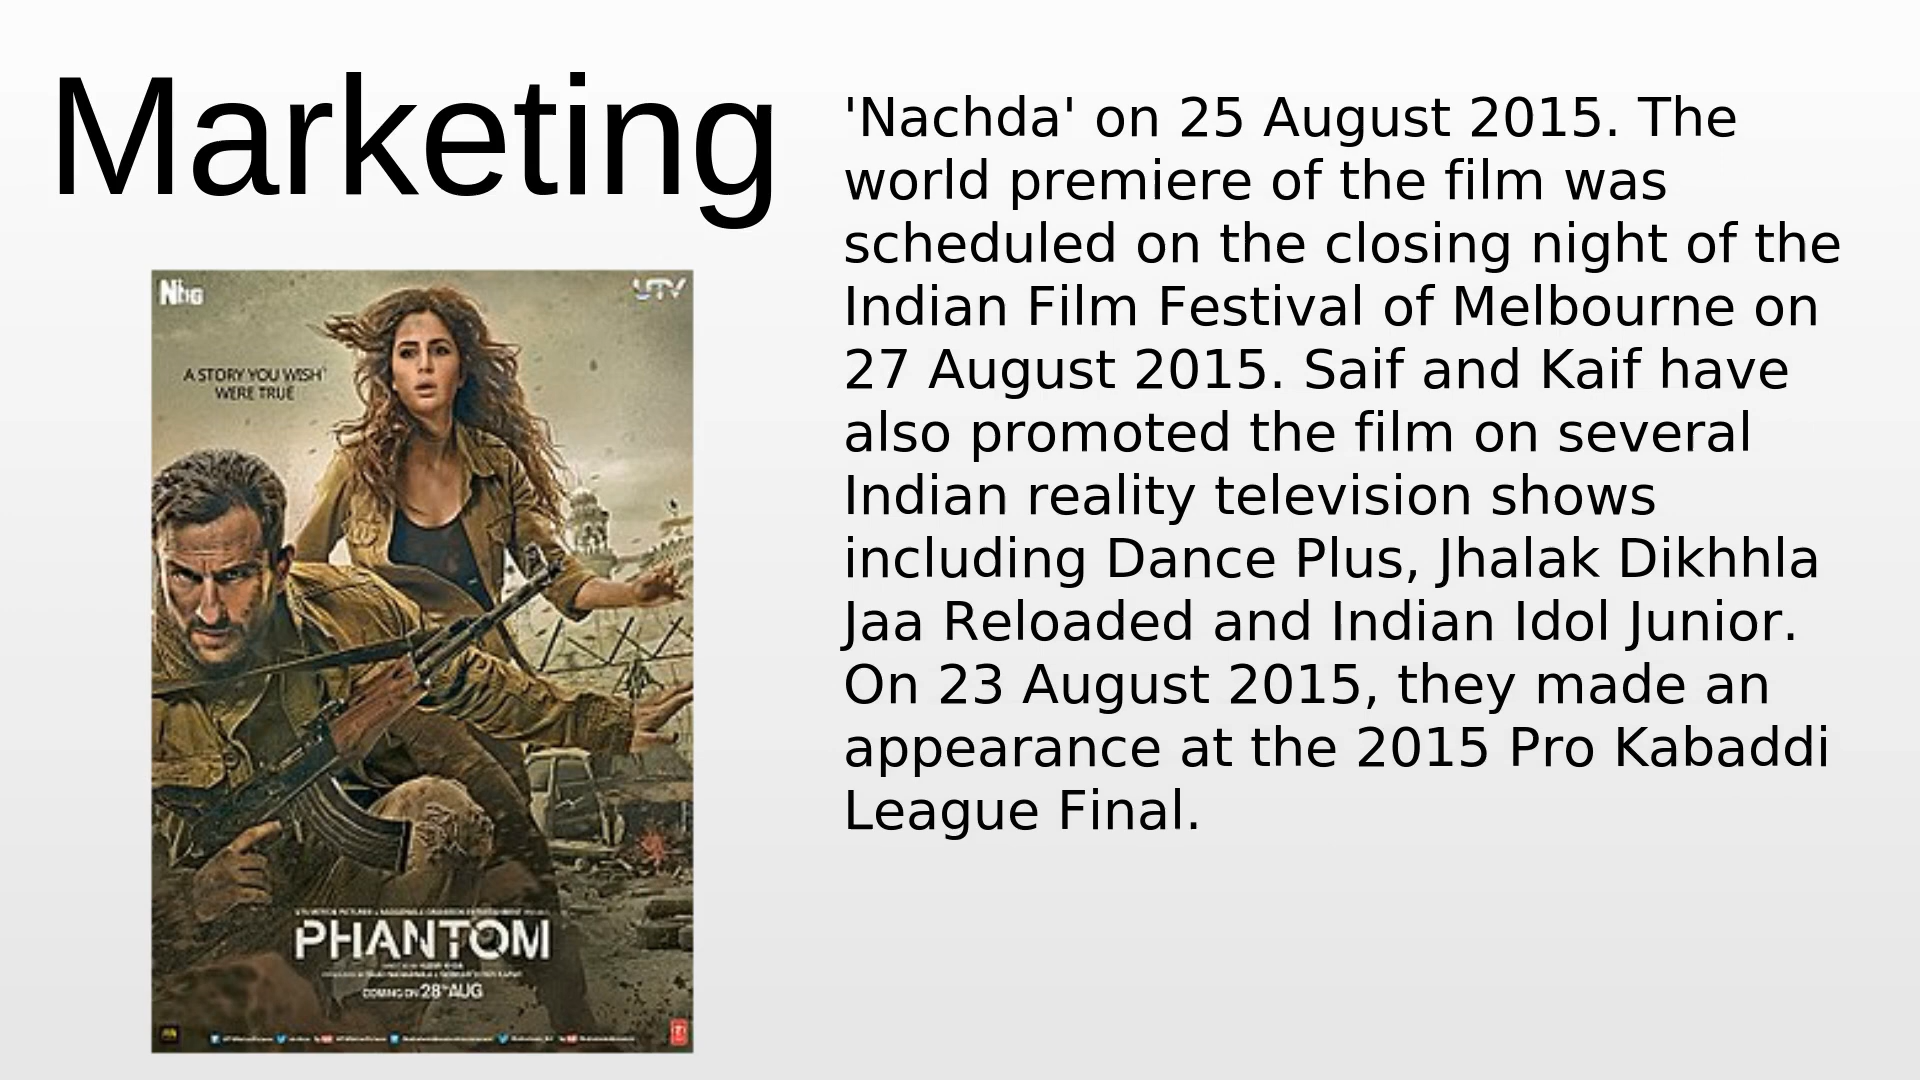 Marketing
'Nachda' on 25 August 2015. The
world premiere of the film was
scheduled on the closing night of the
Indian Film Festival of Melbourne on
27 August 2015. Saif and Kaif have
also promoted the film on several
Indian reality television shows
including Dance Plus, Jhalak Dikhhla
Jaa Reloaded and Indian Idol Junior.
On 23 August 2015, they made an
appearance at the 2015 Pro Kabaddi
League Final.
UTV
A STORY YOU WISH
WERE TRUE
PHANTOM
COMING ON 28TH AUG